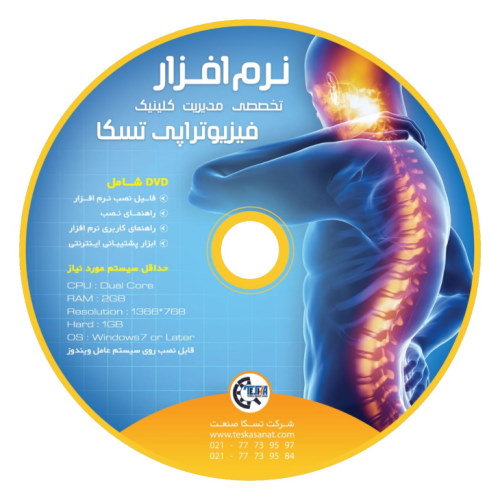 نرم افزار
تخصصی مدیریت کلینیک
فیزیوتراپی تسکا
DVD شامل
فایل نصب نرم افزار
راهنمای نصب
راهنمای کاربری نرم افزار
ابزار پشتیبانی اینترنتی
حداقل سیستم مورد نیاز
CPU : Dual Core
RAM : 2GB
Resolution : 1366*768
Hard : 1GB
OS : Windows7 or Later
قابل نصب روی سیستم عامل ویندوز
TESKA
شرکت تسکا صنعت
www.teskasanat.com
021 - 77 73 95 97
021 - 77 73 95 84